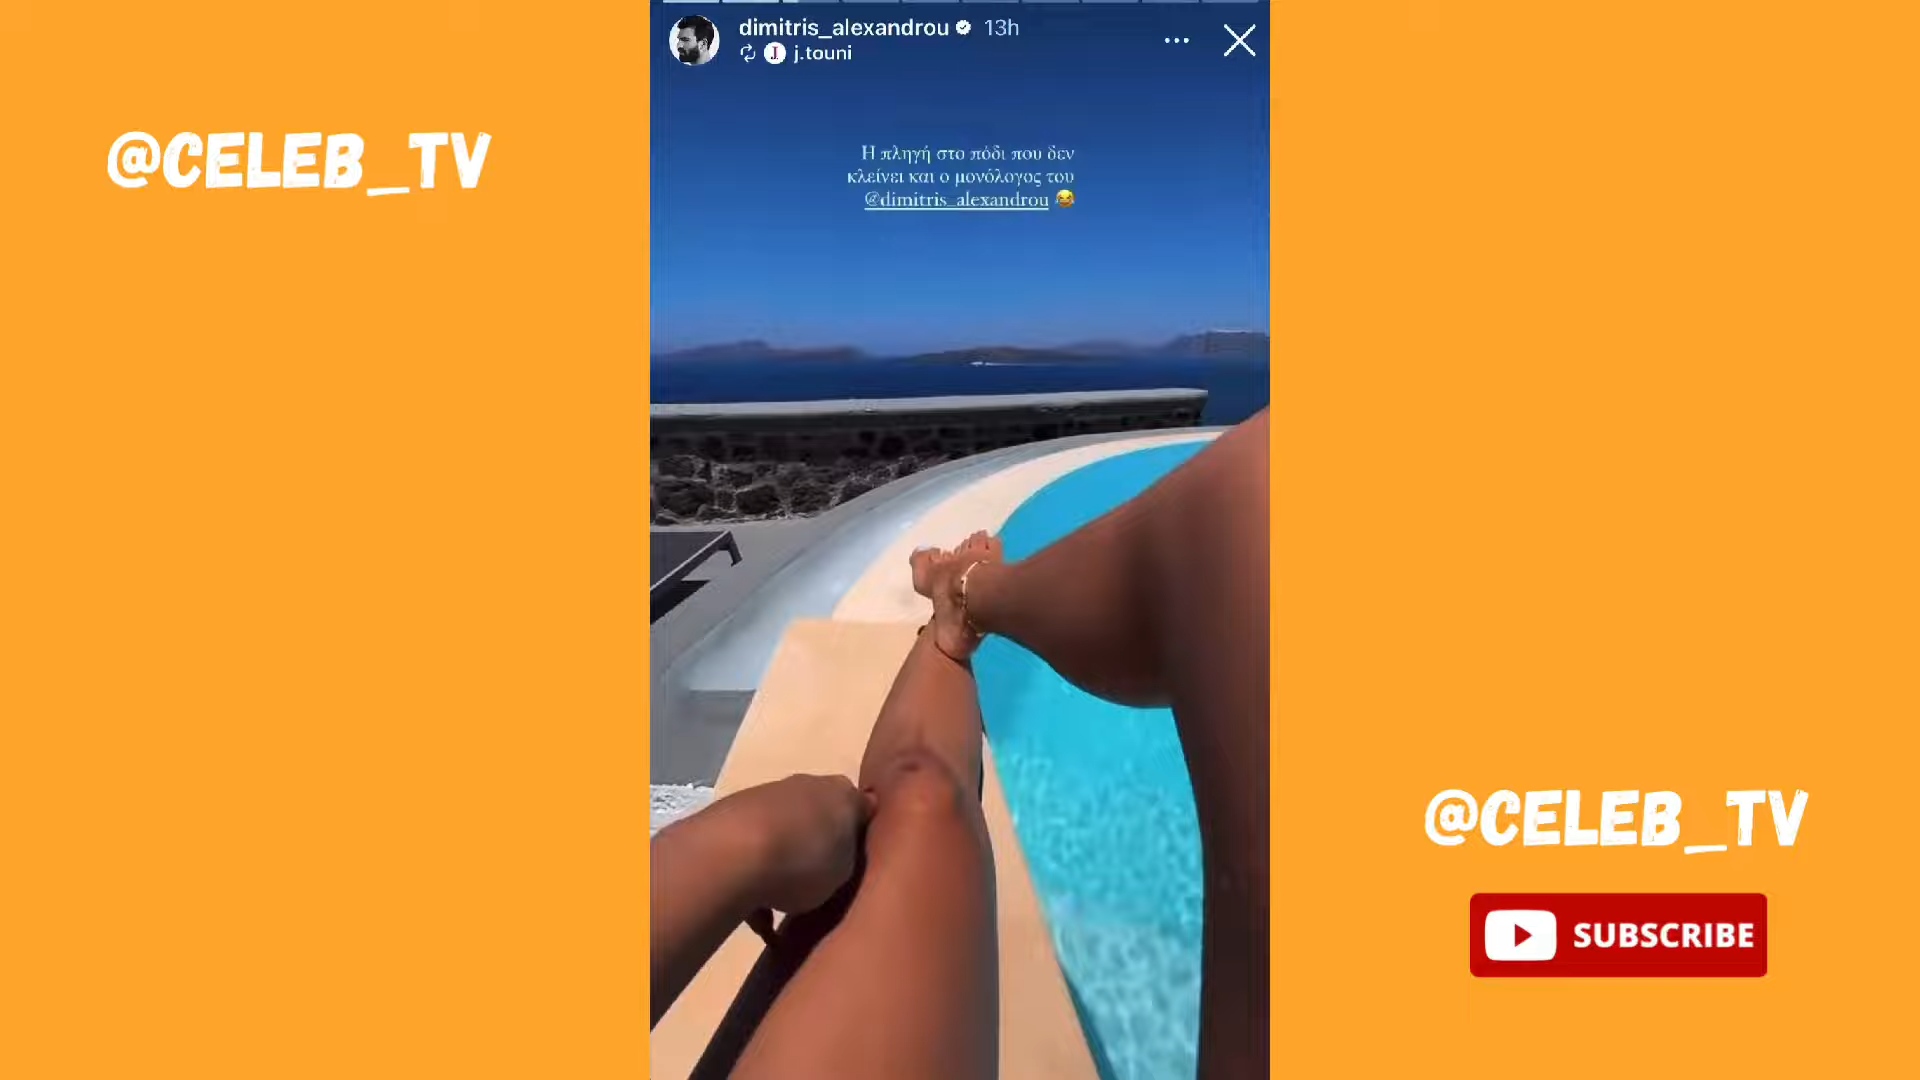 dimitris_alexandrou 13h
j.touni
@CELEB_TV
Η πληγή στο πόδι που δεν
κλείνει και ο μονόλογος του
@dimitris_alexandrou
@CELEB_TV
SUBSCRIBE